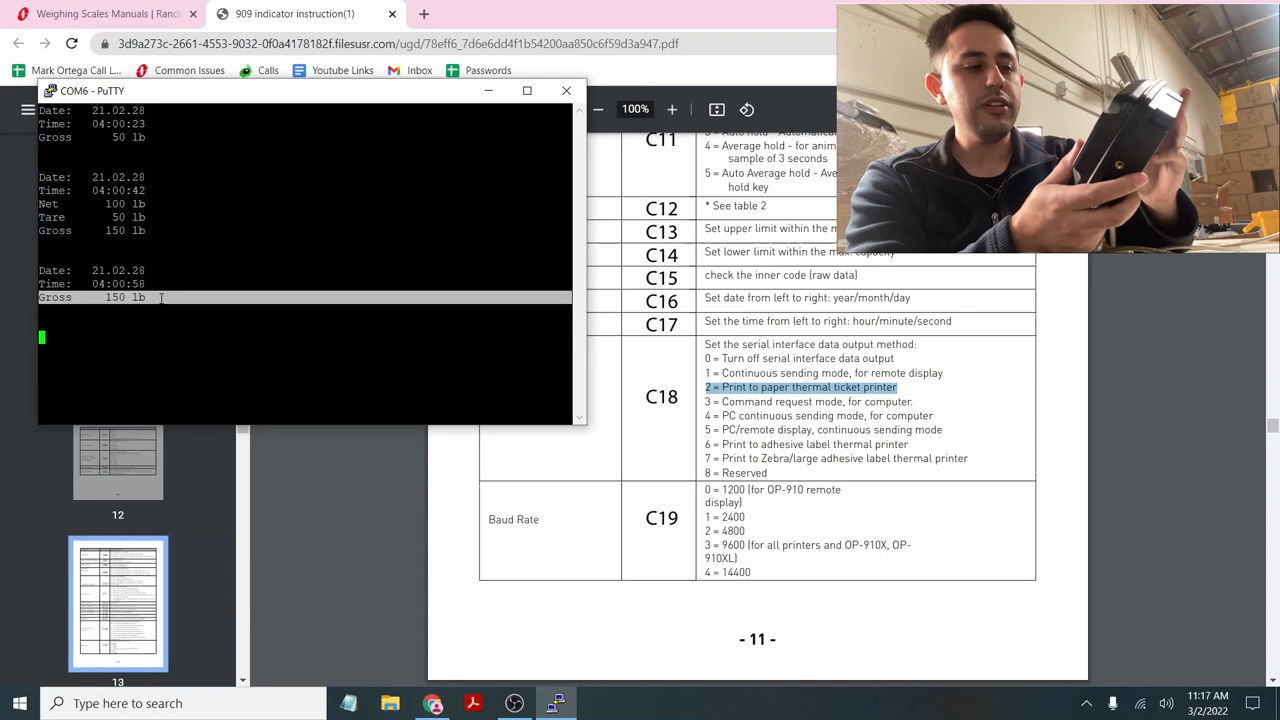 Weighing Scales Manuals | Ranch
909 indicator instruction(1)
3d9a273c-2661-4553-9032-0f0a4178182f.filesusr.com/ugd/78eff6_7d6e6dd4f1b54200aa850c6f59d3a947.pdf
Mark Ortega Call L...
Common Issues
Calls
Youtube Links
Inbox
Passwords
COM6 - PuTTY
Date: 21.02.28
Time: 04:00:23
Gross 50 lb
Date: 21.02.28
Time: 04:00:42
Net 100 lb
Tare 50 lb
Gross 150 lb
Date: 21.02.28
Time: 04:00:58
Gross 150 lb
100%
C11
4 = Average hold - for anim
sample of 3 seconds
5 = Auto Average hold - Ave
hold key
C12 * See table 2
C13 Set upper limit within the m
C14 Set lower limit within the max. capacity
C15 check the inner code (raw data)
C16 Set date from left to right: year/month/day
C17 Set the time from left to right: hour/minute/second
C18
Set the serial interface data output method:
0 = Turn off serial interface data output
1 = Continuous sending mode, for remote display
2 = Print to paper thermal ticket printer
3 = Command request mode, for computer.
4 = PC continuous sending mode, for computer
5 = PC/remote display, continuous sending mode
6 = Print to adhesive label thermal printer
7 = Print to Zebra/large adhesive label thermal printer
8 = Reserved
Baud Rate
C19
0 = 1200 (for OP-910 remote
display)
1 = 2400
2 = 4800
3 = 9600 (for all printers and OP-910X, OP-
910XL)
4 = 14400
- 11 -
12
13
Type here to search
11:17 AM
3/2/2022